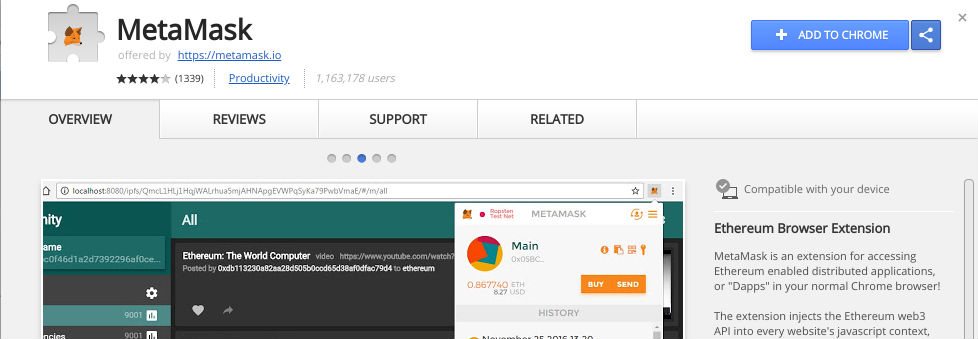 MetaMask
offered by https://metamask.io
(1339) Productivity 1,163,178 users
ADD TO CHROME
OVERVIEW REVIEWS SUPPORT RELATED
localhost:8080/ipfs/QmcL1HLj1HqjWALrhua5mjAHNApgEVWPqSyKa79PwbVmaE/#/m/all
nity
All
ame
0c0f46d1a2d7392296af0ce...
9001
encies
9001
Ethereum: The World Computer video https://www.youtube.com/watch?
Posted by 0xdb113230a82aa28d505b0ccd65d38af0dfac79d4 to ethereum
Ropsten
Test Net
METAMASK
Main
0x05BC...
0.867740 ETH
8.27 USD
BUY SEND
HISTORY
November 25 2016 13:20
Compatible with your device
Ethereum Browser Extension
MetaMask is an extension for accessing
Ethereum enabled distributed applications,
or "Dapps" in your normal Chrome browser!
The extension injects the Ethereum web3
API into every website's javascript context,